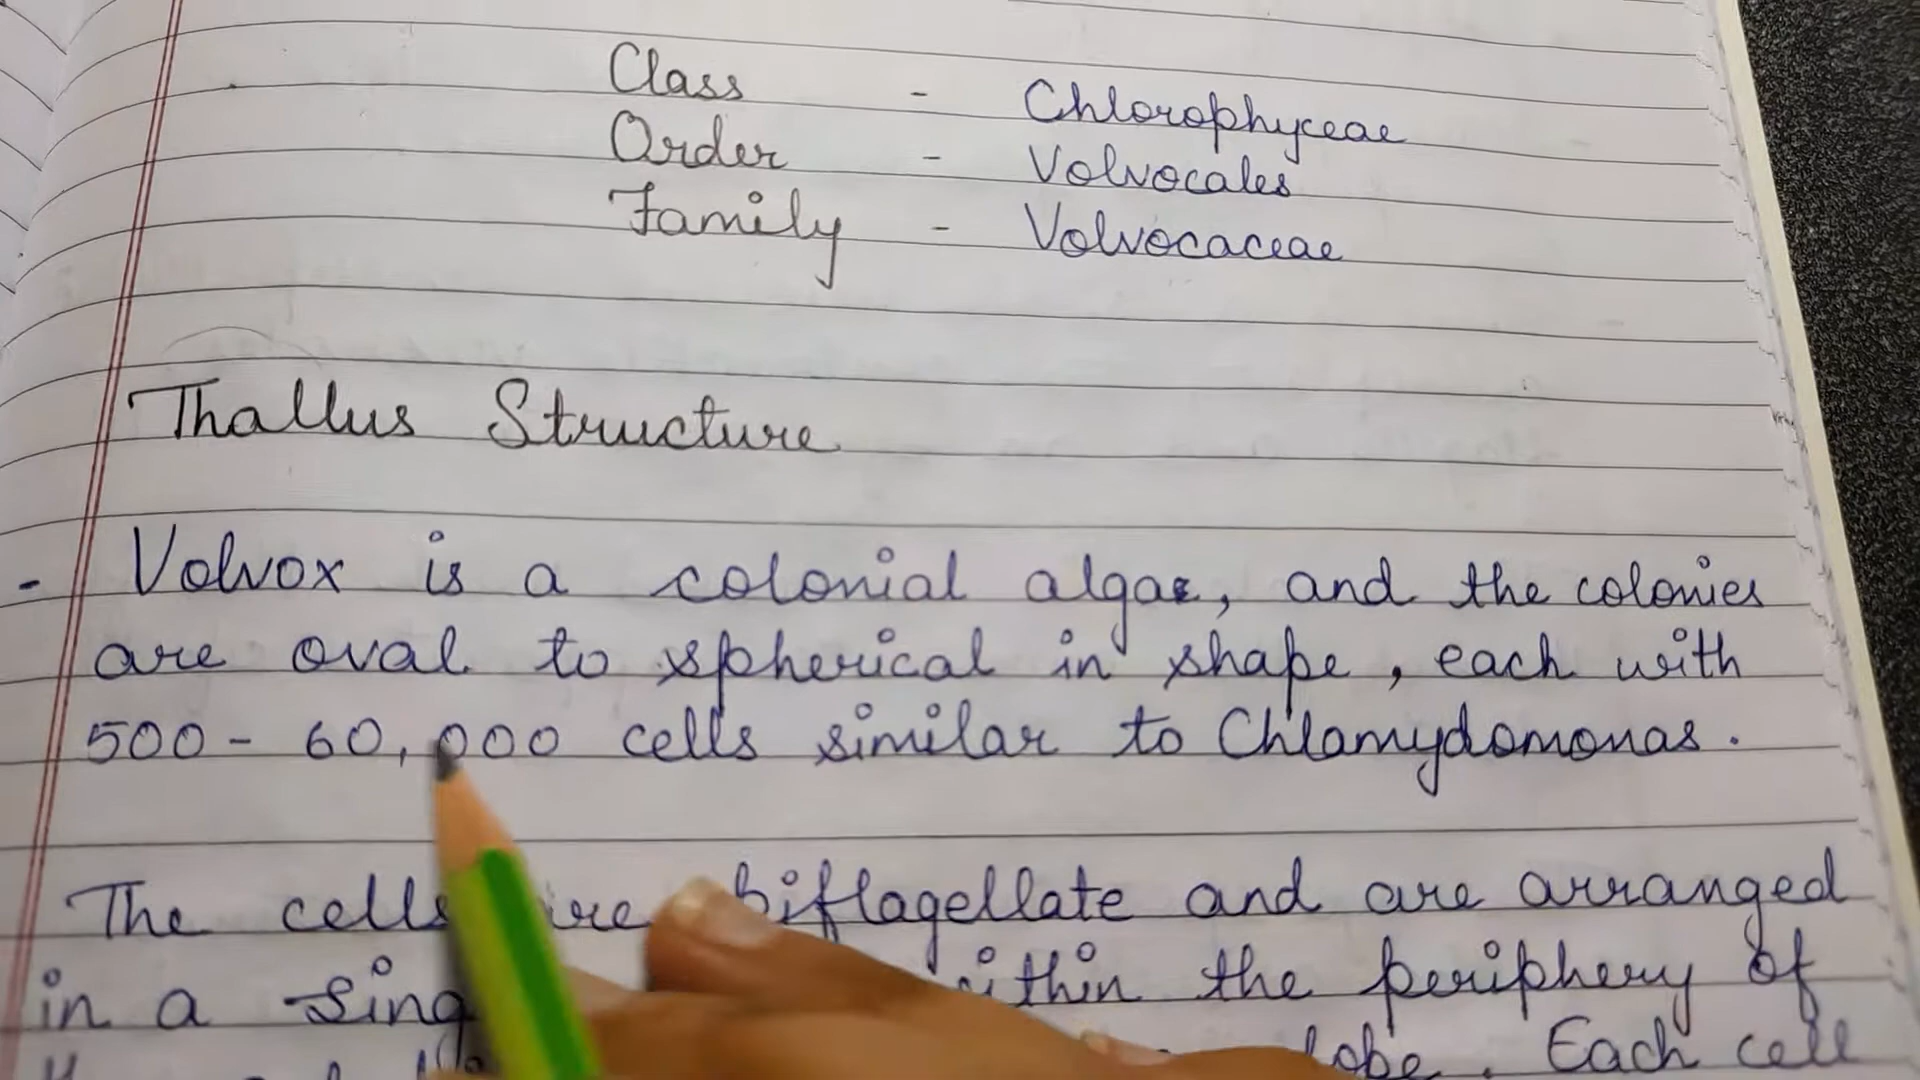 Class - Chlorophyceae
Order - Volvocales
Family - Volvocaceae
Thallus Structure
- Volvox is a colonial algae, and the colonies
are oval to spherical in shape, each with
500 - 60,000 cells similar to Chlamydomonas.
The cells are biflagellate and are arranged
in a within the periphery of
Each cell